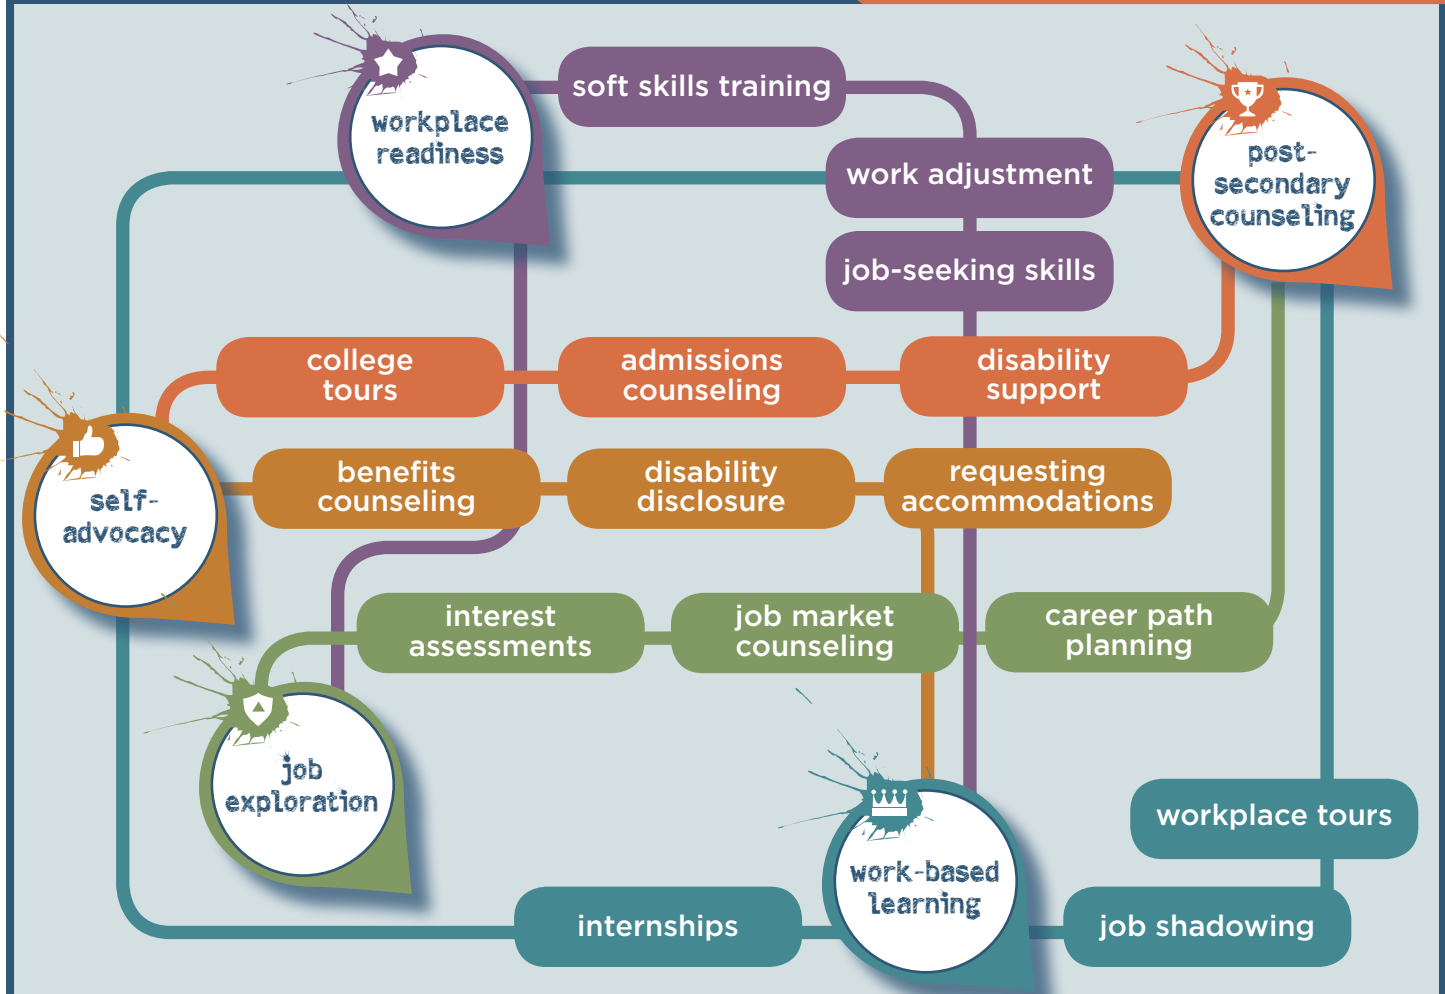 workplace
readiness
soft skills training
post-
secondary
counseling
work adjustment
job-seeking skills
college
tours
admissions
counseling
disability
support
self-
advocacy
benefits
counseling
disability
disclosure
requesting
accommodations
interest
assessments
job market
counseling
career path
planning
job
exploration
work-based
learning
workplace tours
internships
job shadowing